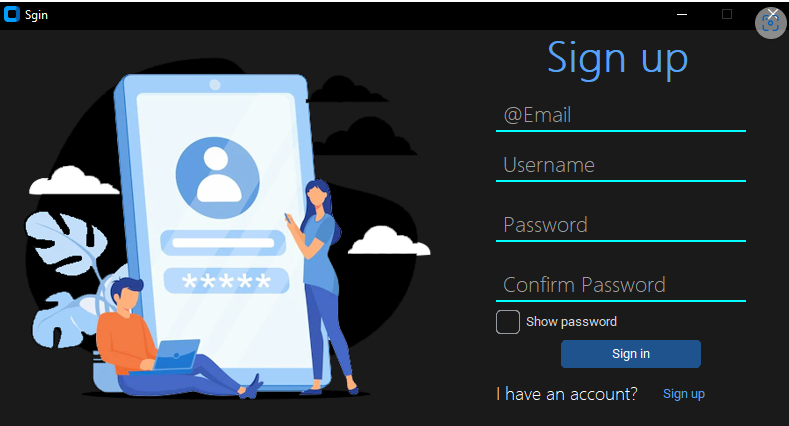 Sgin
Sign up
@Email
Username
Password
Confirm Password
Show password
Sign in
I have an account? Sign up
*****